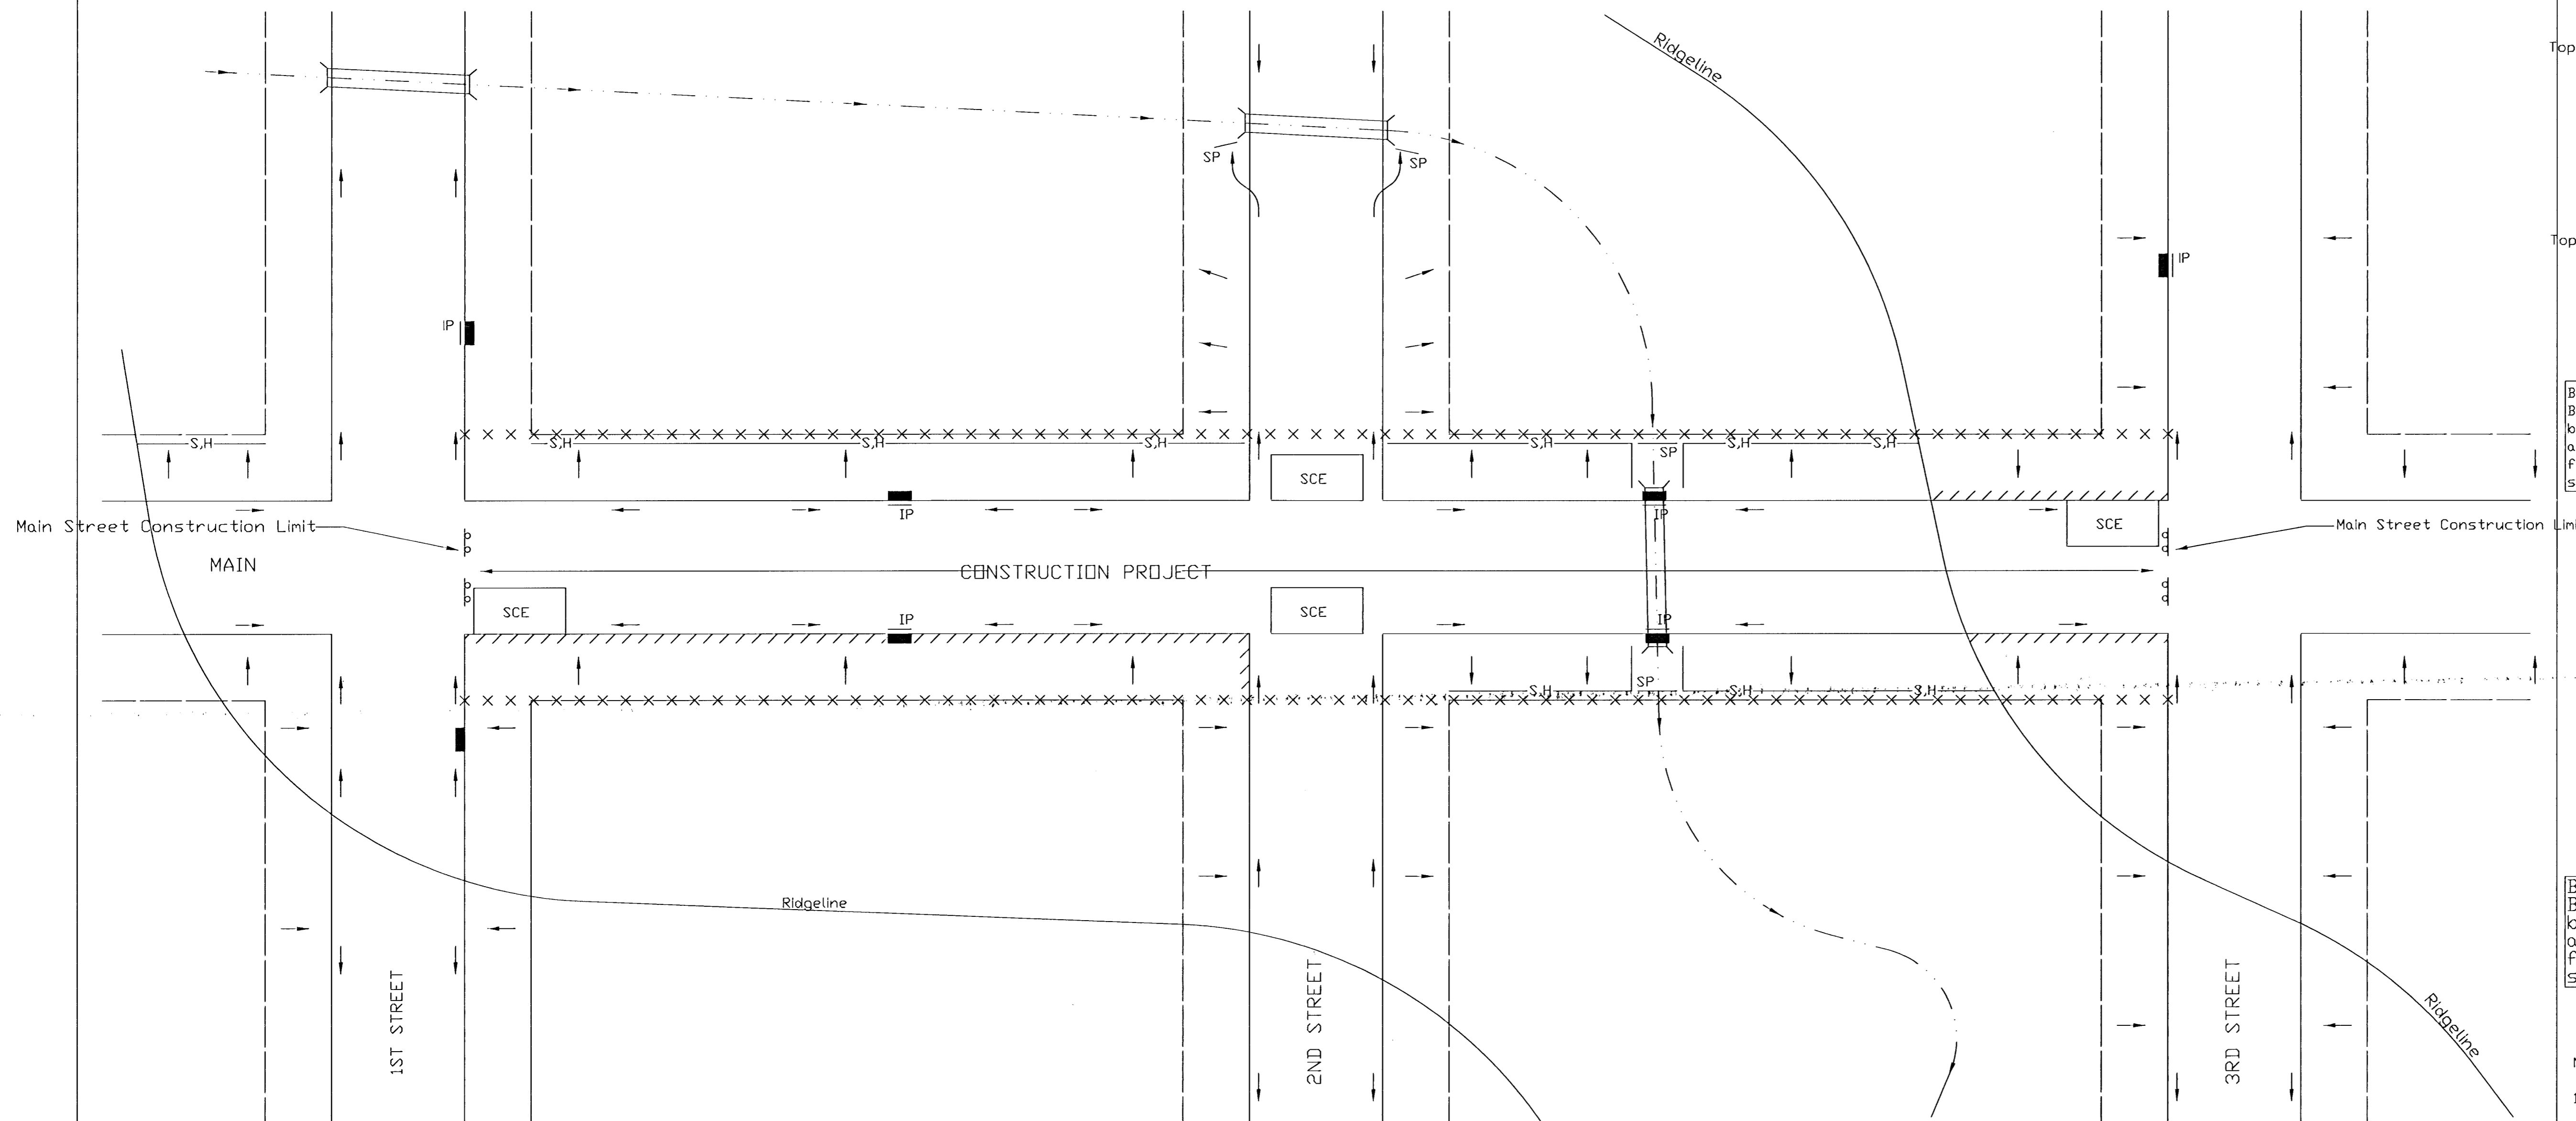 Top
Ridgeline
SP
SP
Top
IP
IP
B
B
b
a
f
s
S,H
S,H
S,H
S,H
S,H
S,H
S,H
SP
SCE
IP
IP
SCE
Main Street Construction Limit
Main Street Construction Limi
MAIN
CONSTRUCTION PROJECT
SCE
SCE
IP
IP
S,H
SP
S,H
S,H
B
B
b
a
f
s
Ridgeline
1ST STREET
2ND STREET
3RD STREET
Ridgeline